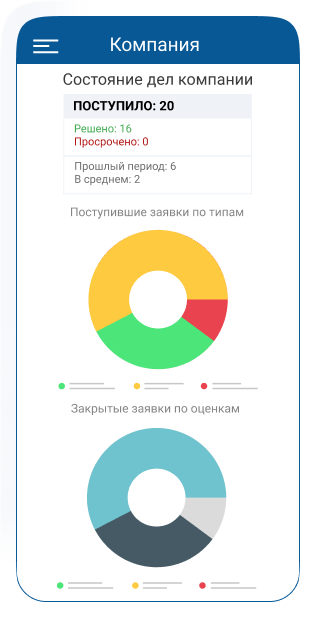 Компания
Состояние дел компании
ПОСТУПИЛО: 20
Решено: 16
Просрочено: 0
Прошлый период: 6
В среднем: 2
Поступившие заявки по типам
Закрытые заявки по оценкам